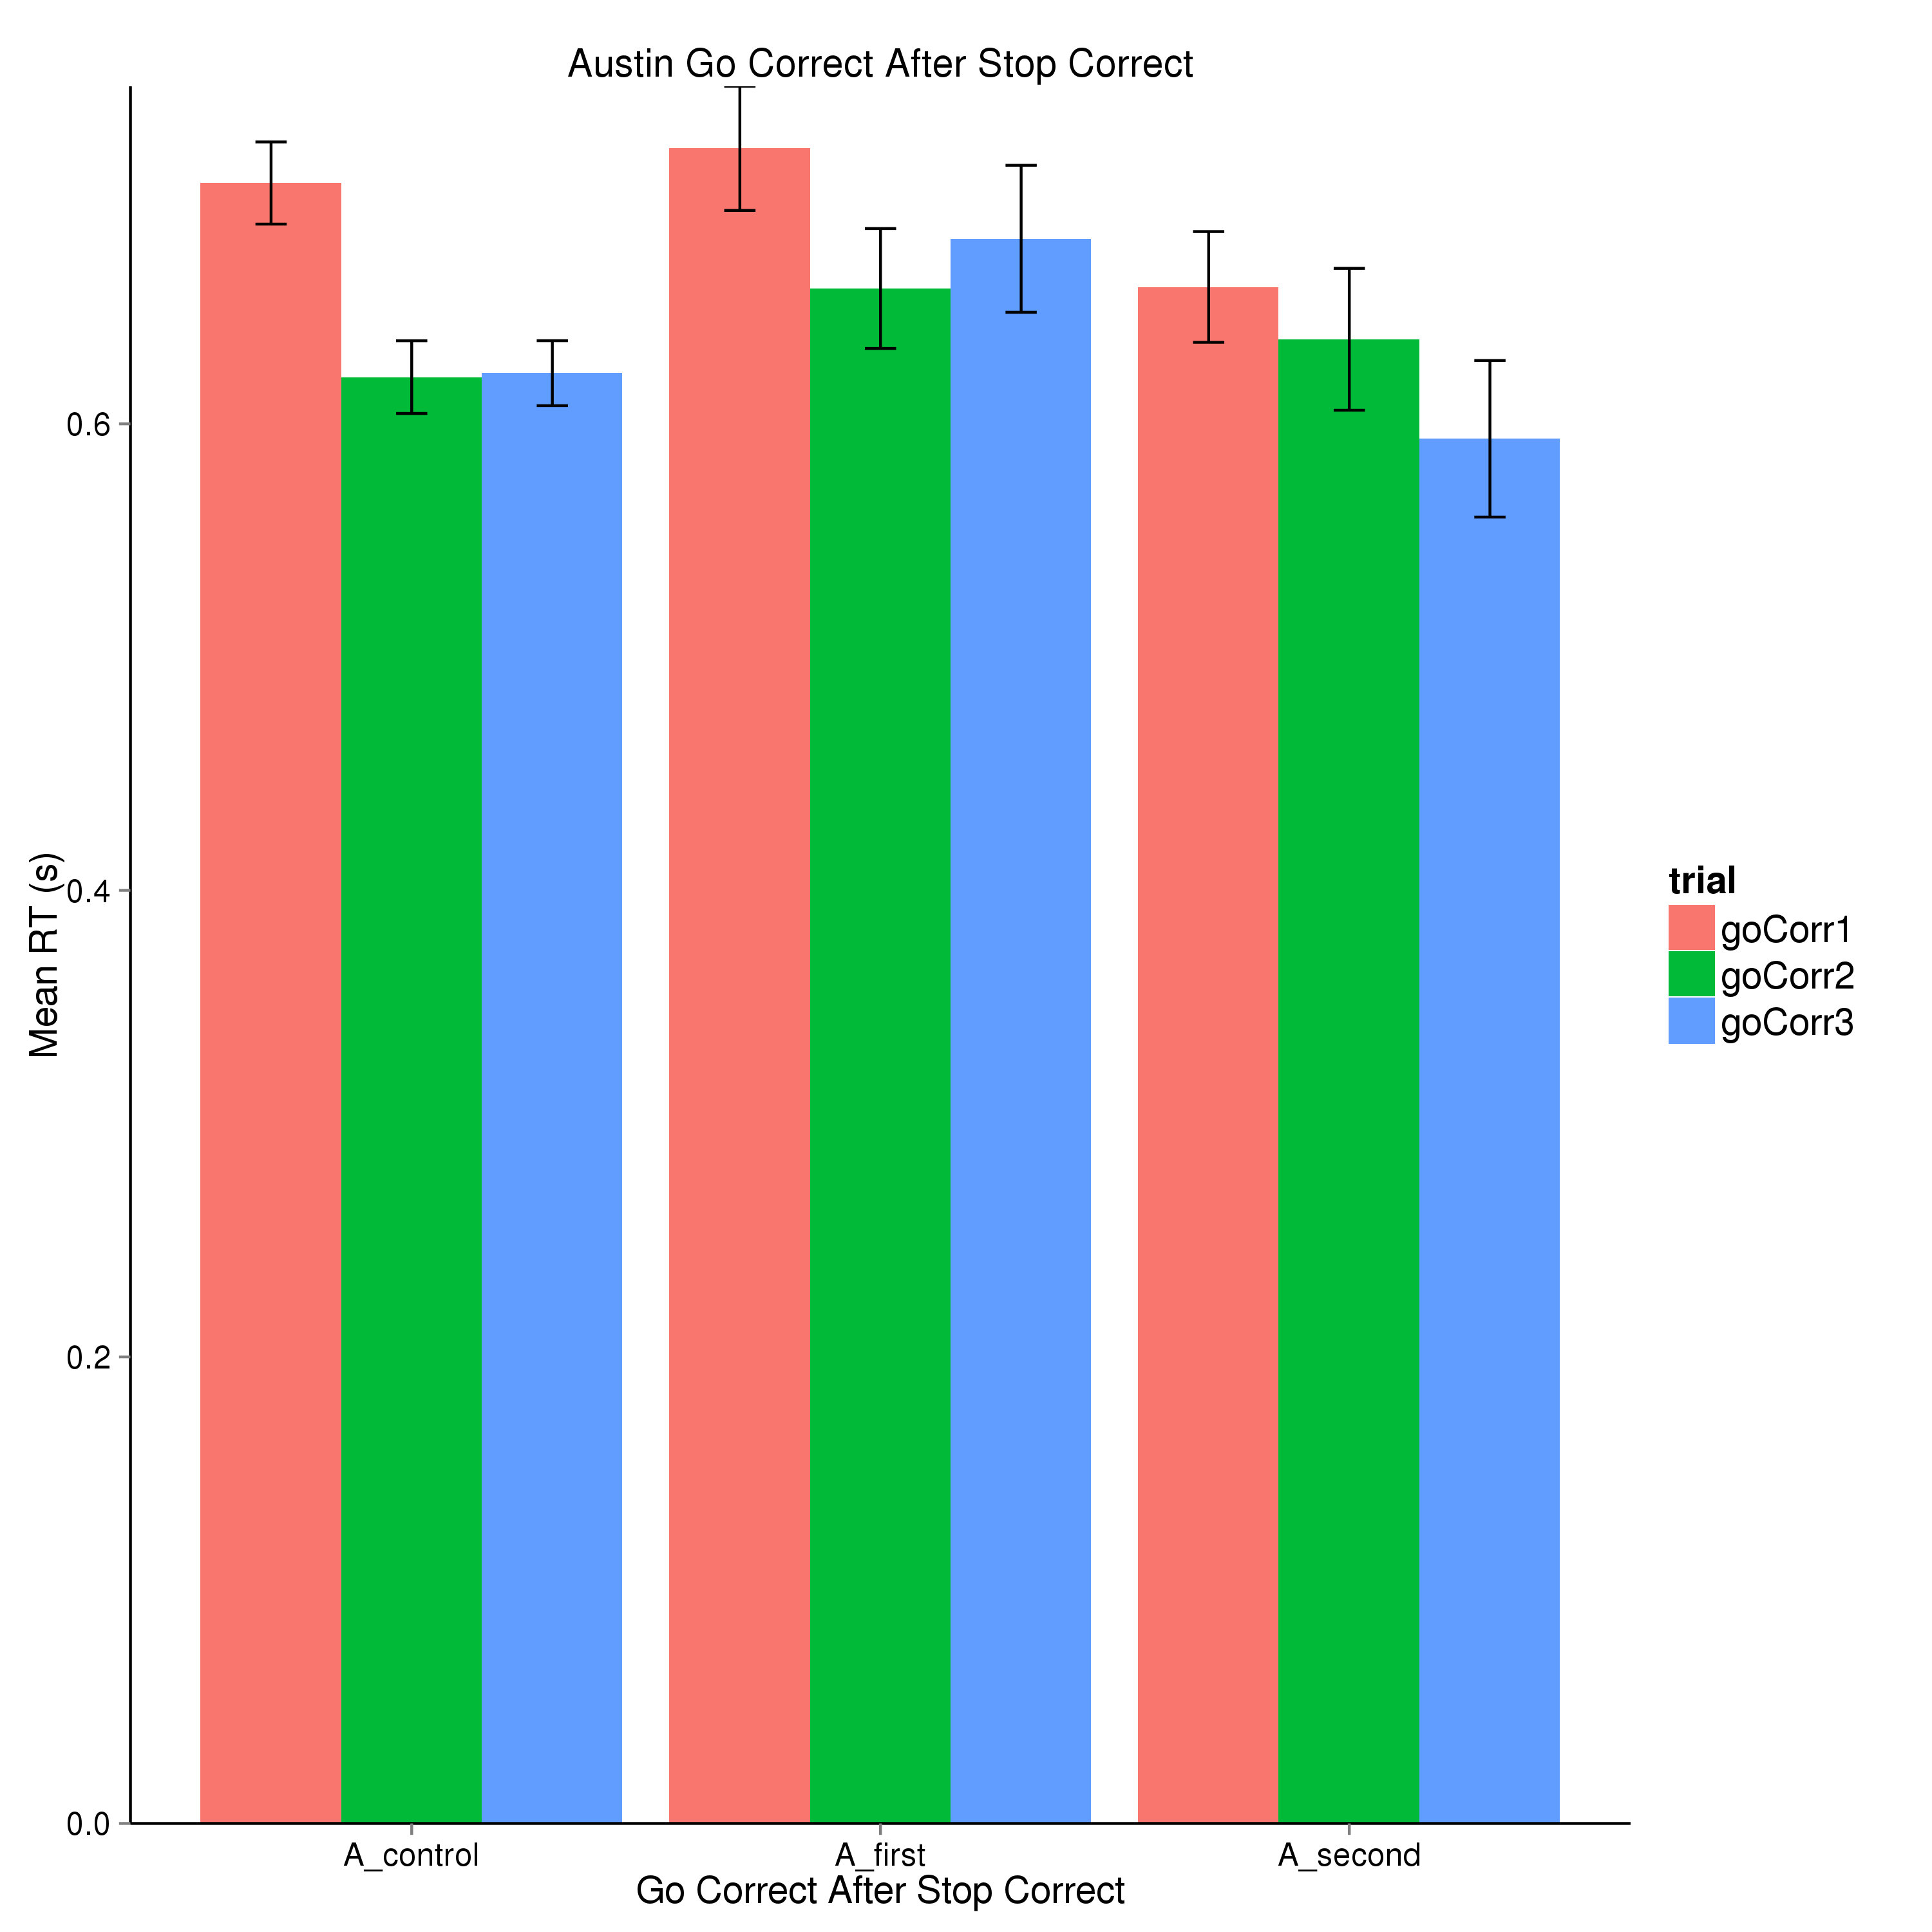 Austin Go Correct After Stop Correct
Mean RT (s)
0.6
0.4
0.2
0.0
A_control
A_first
A_second
Go Correct After Stop Correct
trial
goCorr1
goCorr2
goCorr3